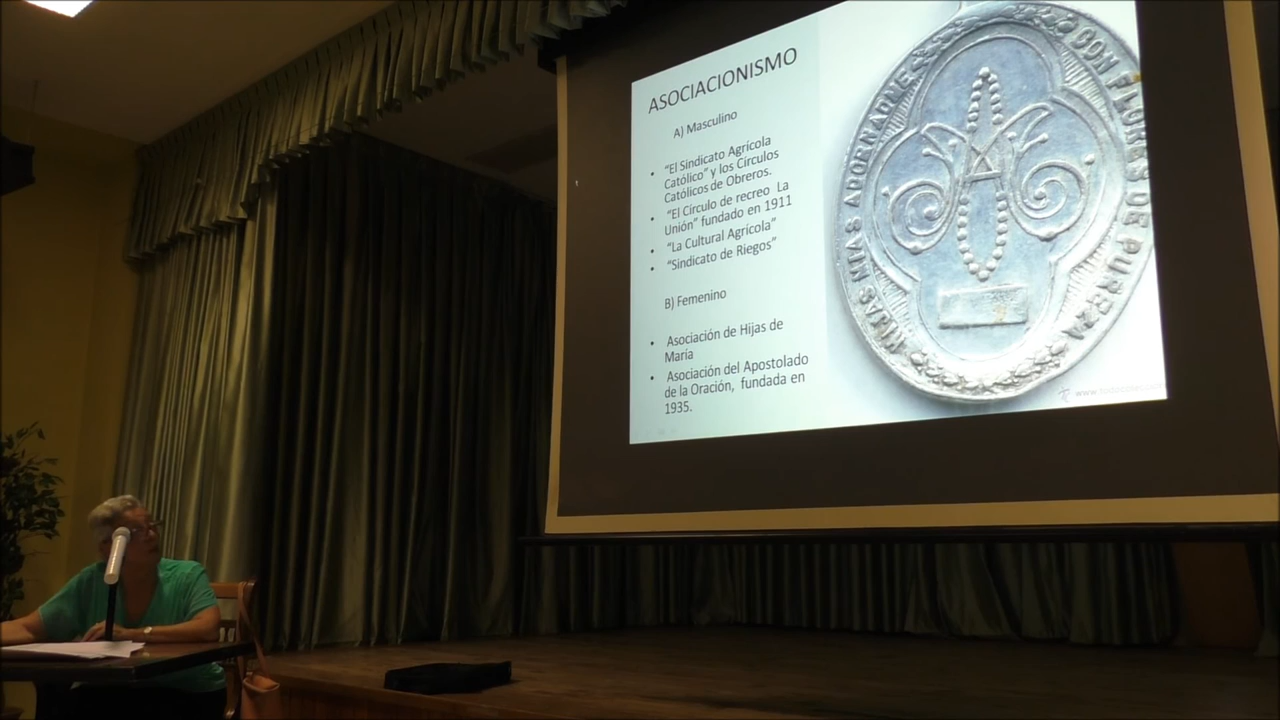 ASOCIACIONISMO
A) Masculino
• "El Sindicato Agrícola
Católico" y los Círculos
Católicos de Obreros.
• "El Círculo de recreo La
Unión" fundado en 1911
• "La Cultural Agrícola"
• "Sindicato de Riegos"
B) Femenino
• Asociación de Hijas de
María
• Asociación del Apostolado
de la Oración, fundada en
1935.
HIJAS MIAS ADORNADME CON FLORES DE PUREZA